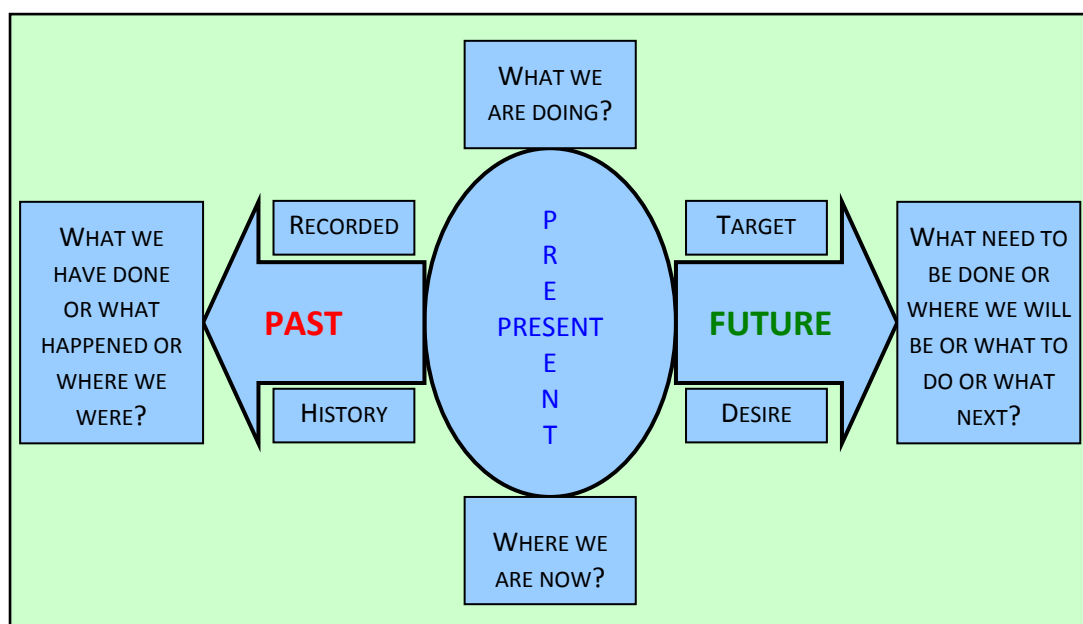 WHAT WE
ARE DOING?
RECORDED
TARGET
WHAT WE
HAVE DONE
OR WHAT
HAPPENED OR
WHERE WE
WERE?
PAST
P
R
E
PRESENT
E
N
T
FUTURE
WHAT NEED TO
BE DONE OR
WHERE WE WILL
BE OR WHAT TO
DO OR WHAT
NEXT?
HISTORY
DESIRE
WHERE WE
ARE NOW?